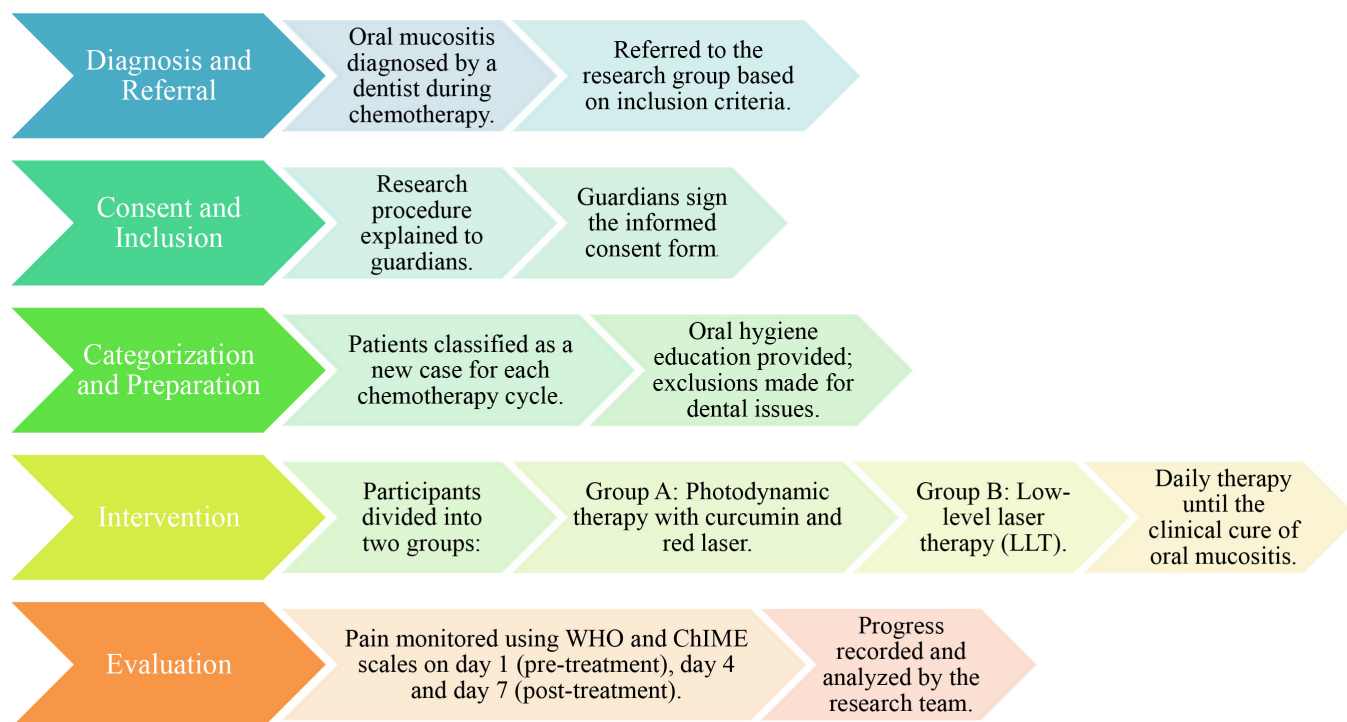 Diagnosis and
Referral
Oral mucositis
diagnosed by a
dentist during
chemotherapy.
Referred to the
research group based
on inclusion criteria.
Consent and
Inclusion
Research
procedure
explained to
guardians.
Guardians sign
the informed
consent form.
Categorization
and Preparation
Patients classified as a
new case for each
chemotherapy cycle.
Oral hygiene
education provided;
exclusions made for
dental issues.
Intervention
Participants
divided into
two groups:
Group A: Photodynamic
therapy with curcumin and
red laser.
Group B: Low-
level laser
therapy (LLT).
Daily therapy
until the
clinical cure of
oral mucositis.
Evaluation
Pain monitored using WHO and ChIME
scales on day 1 (pre-treatment), day 4
and day 7 (post-treatment).
Progress
recorded and
analyzed by the
research team.